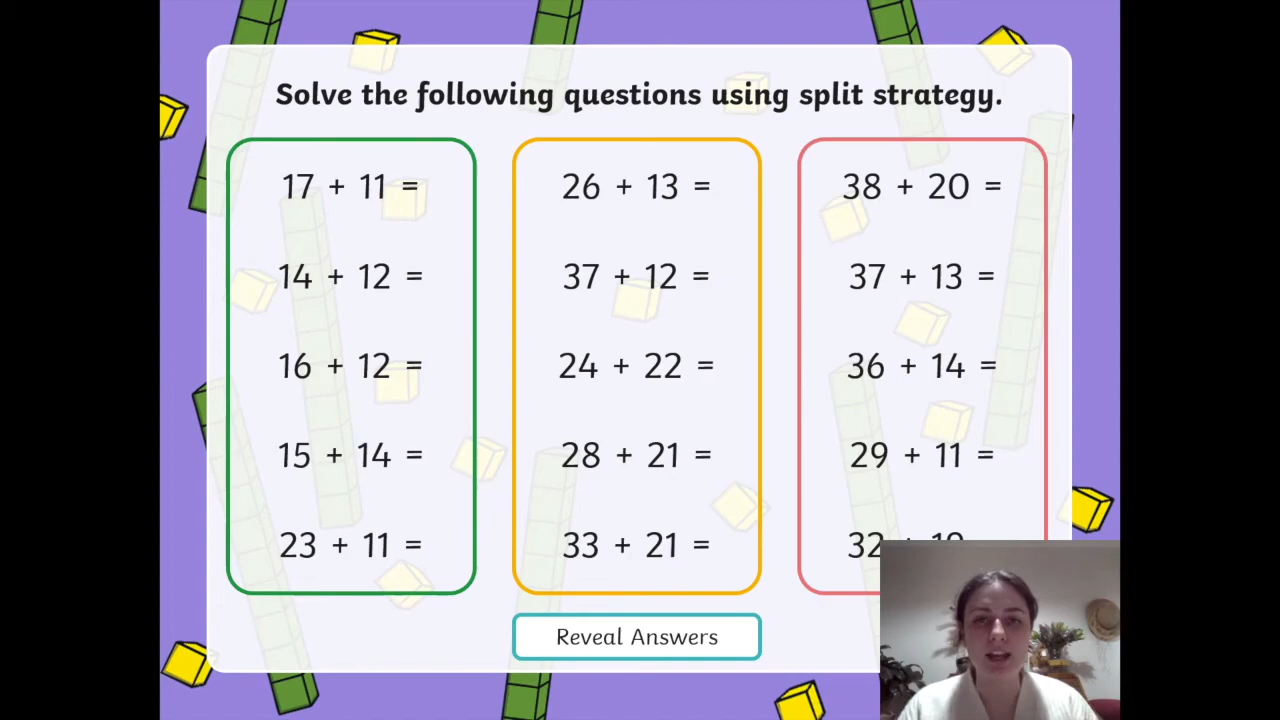 Solve the following questions using split strategy.
17 + 11 =
14 + 12 =
16 + 12 =
15 + 14 =
23 + 11 =
26 + 13 =
37 + 12 =
24 + 22 =
28 + 21 =
33 + 21 =
38 + 20 =
37 + 13 =
36 + 14 =
29 + 11 =
32 +
Reveal Answers